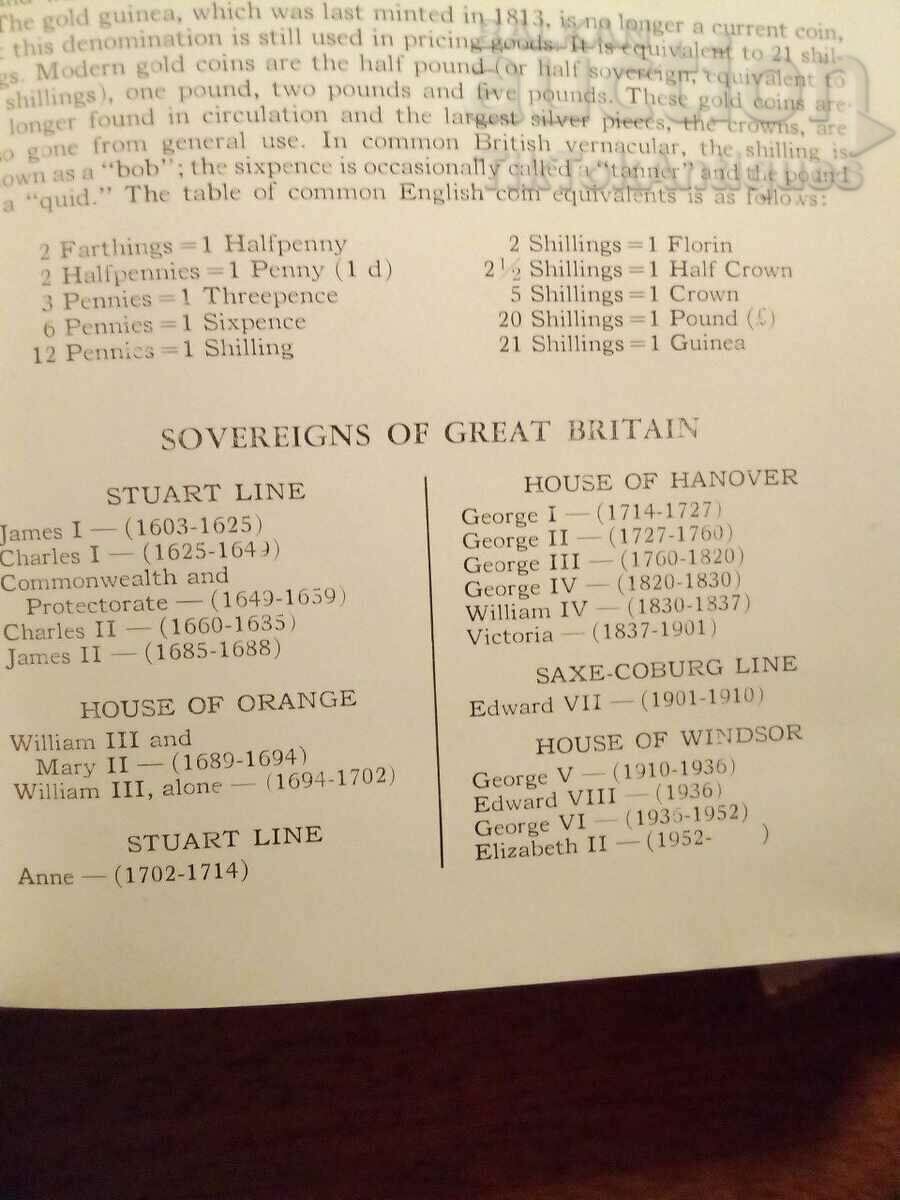 The gold guinea, which was last minted in 1813, is no longer a current coin,
this denomination is still used in pricing goods. It is equivalent to 21 shil-
gs. Modern gold coins are the half pound (or half sovereign, equivalent to
shillings), one pound, two pounds and five pounds. These gold coins are
longer found in circulation and the largest silver pieces, the crowns, are
o gone from general use. In common British vernacular, the shilling is
own as a "bob"; the sixpence is occasionally called a "tanner" and the pound
a "quid." The table of common English coin equivalents is as follows:
2 Farthings = 1 Halfpenny
2 Halfpennies = 1 Penny (1 d)
3 Pennies = 1 Threepence
6 Pennies = 1 Sixpence
12 Pennies = 1 Shilling
2 Shillings = 1 Florin
2½ Shillings = 1 Half Crown
5 Shillings = 1 Crown
20 Shillings = 1 Pound (£)
21 Shillings = 1 Guinea
SOVEREIGNS OF GREAT BRITAIN
STUART LINE
James I — (1603-1625)
Charles I — (1625-1649)
Commonwealth and
Protectorate — (1649-1659)
Charles II — (1660-1685)
James II — (1685-1688)
HOUSE OF ORANGE
William III and
Mary II — (1689-1694)
William III, alone — (1694-1702)
STUART LINE
Anne — (1702-1714)
HOUSE OF HANOVER
George I — (1714-1727)
George II — (1727-1760)
George III — (1760-1820)
George IV — (1820-1830)
William IV — (1830-1837)
Victoria — (1837-1901)
SAXE-COBURG LINE
Edward VII — (1901-1910)
HOUSE OF WINDSOR
George V — (1910-1936)
Edward VIII — (1936)
George VI — (1936-1952)
Elizabeth II — (1952- )